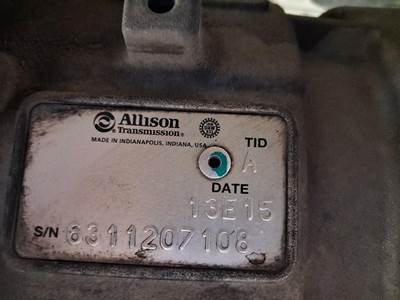 Allison
Transmission®
MADE IN INDIANAPOLIS, INDIANA, USA
TID
A
DATE
13E15
S/N 6311207108